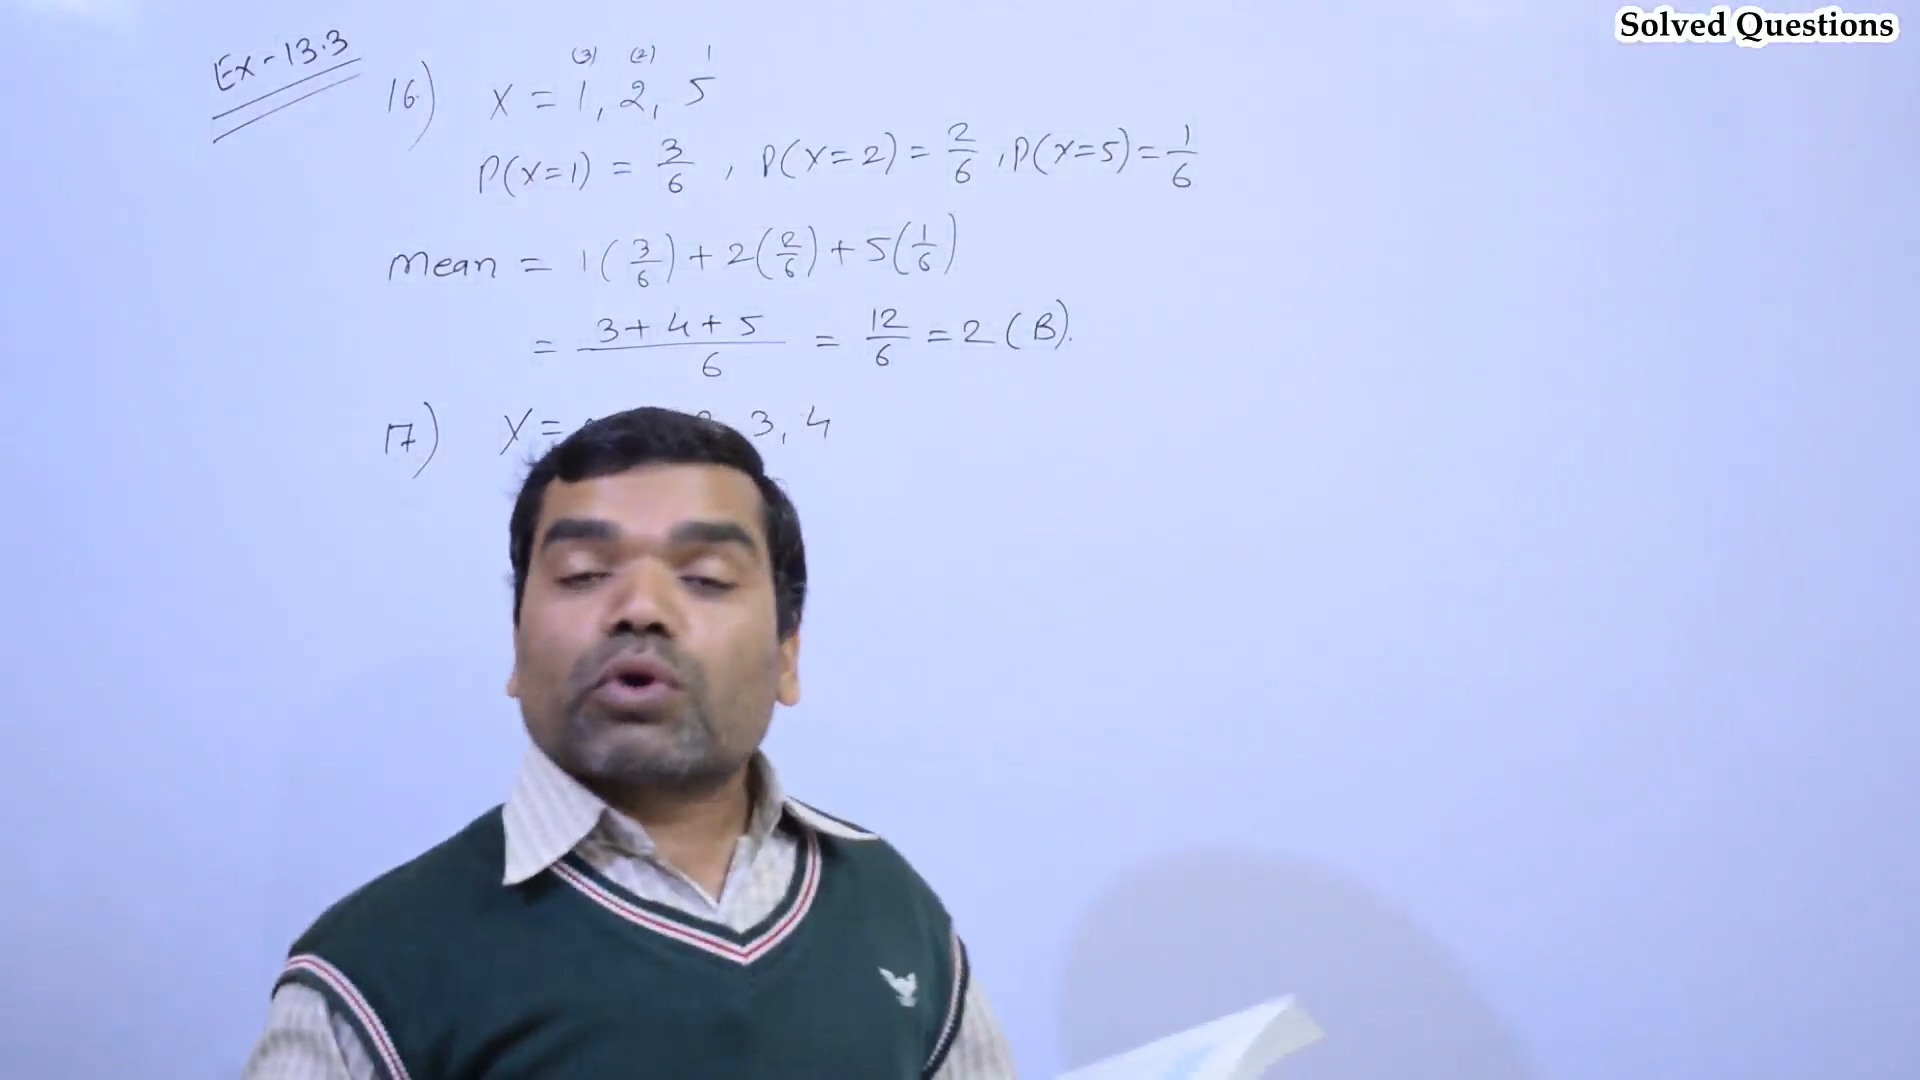 Solved Questions
Ex-13.3
(3) (2) 1
16) X = 1, 2, 5
P(X=1) = 3/6 , P(X=2) = 2/6 , P(X=5) = 1/6
Mean = 1(3/6) + 2(2/6) + 5(1/6)
= 3+4+5/6 = 12/6 = 2 (B).
17) X = 3, 4